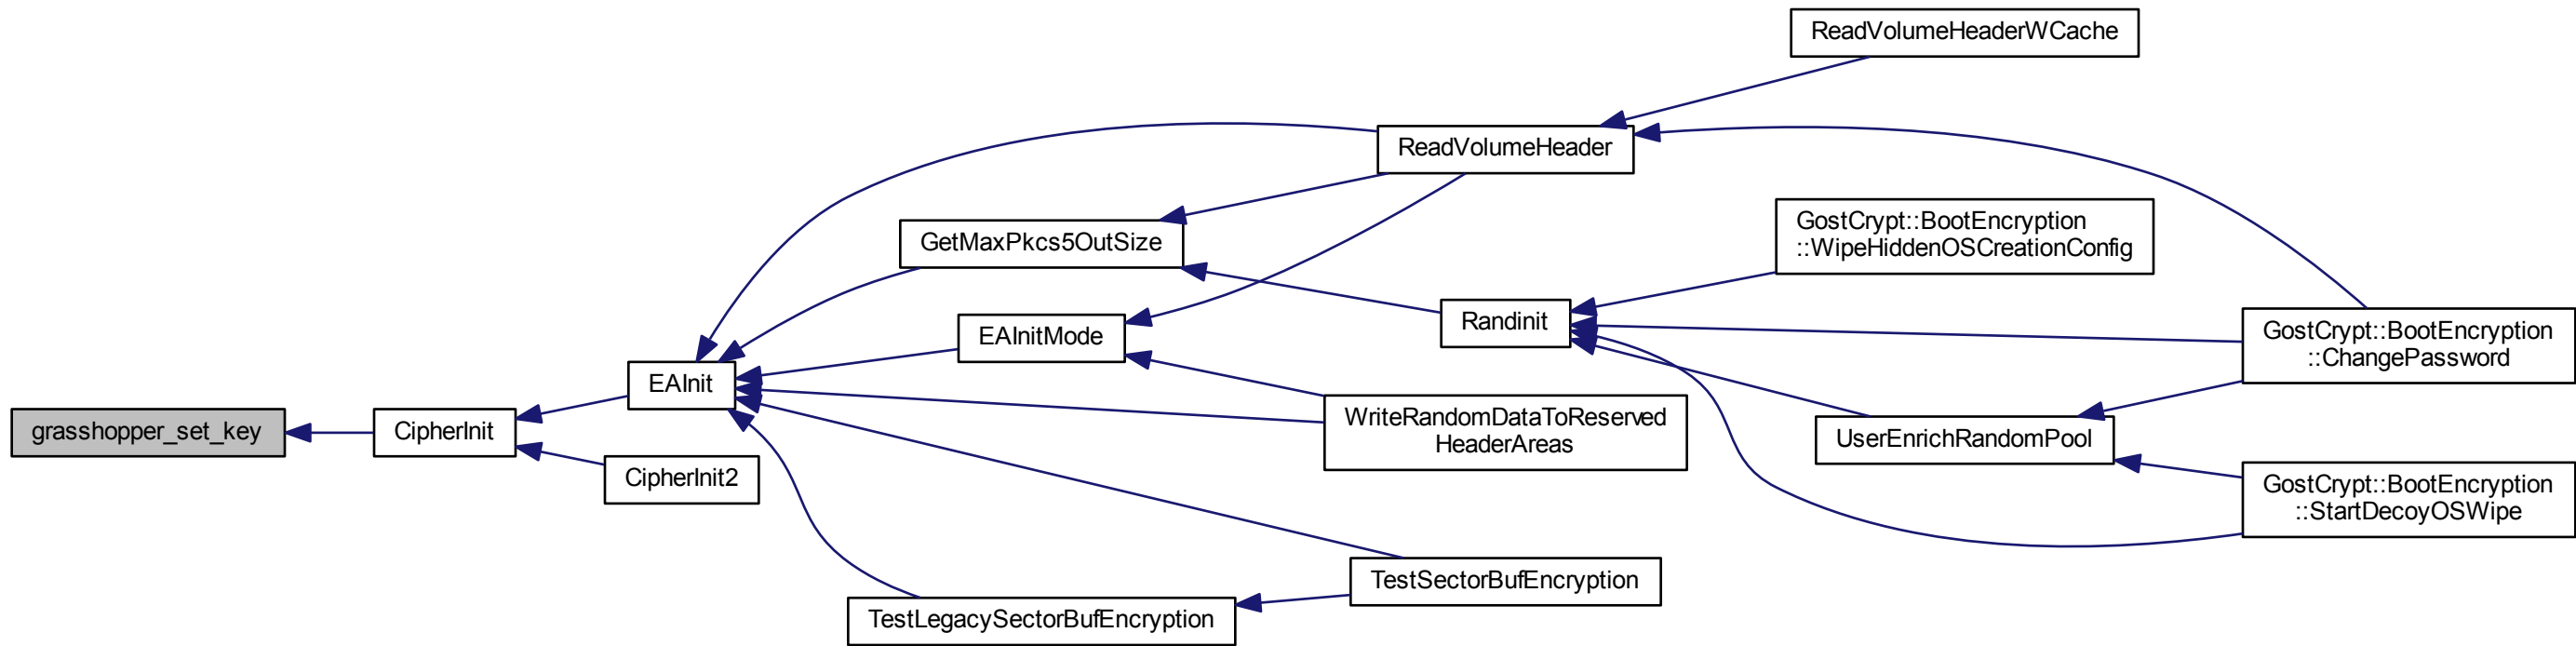 ReadVolumeHeaderWCache
ReadVolumeHeader
GostCrypt::BootEncryption
::WipeHiddenOSCreationConfig
GetMaxPkcs5OutSize
Randinit
EAInitMode
GostCrypt::BootEncryption
::ChangePassword
EAInit
WriteRandomDataToReserved
HeaderAreas
grasshopper_set_key
CipherInit
UserEnrichRandomPool
CipherInit2
GostCrypt::BootEncryption
::StartDecoyOSWipe
TestSectorBufEncryption
TestLegacySectorBufEncryption